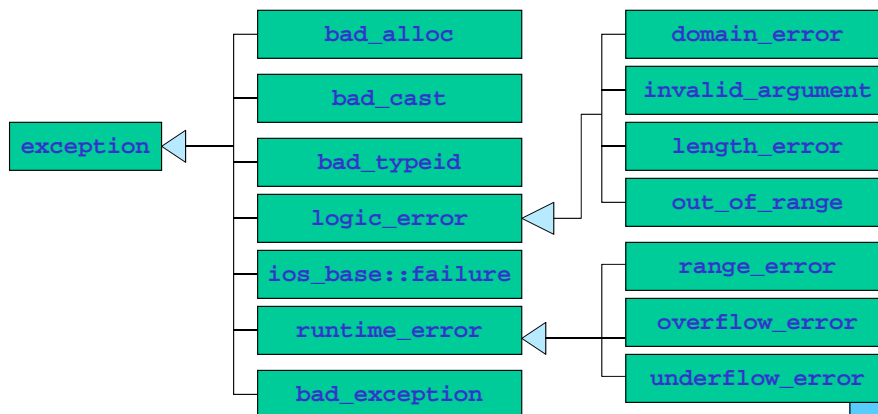 exception
bad_alloc
bad_cast
bad_typeid
logic_error
ios_base::failure
runtime_error
bad_exception
domain_error
invalid_argument
length_error
out_of_range
range_error
overflow_error
underflow_error